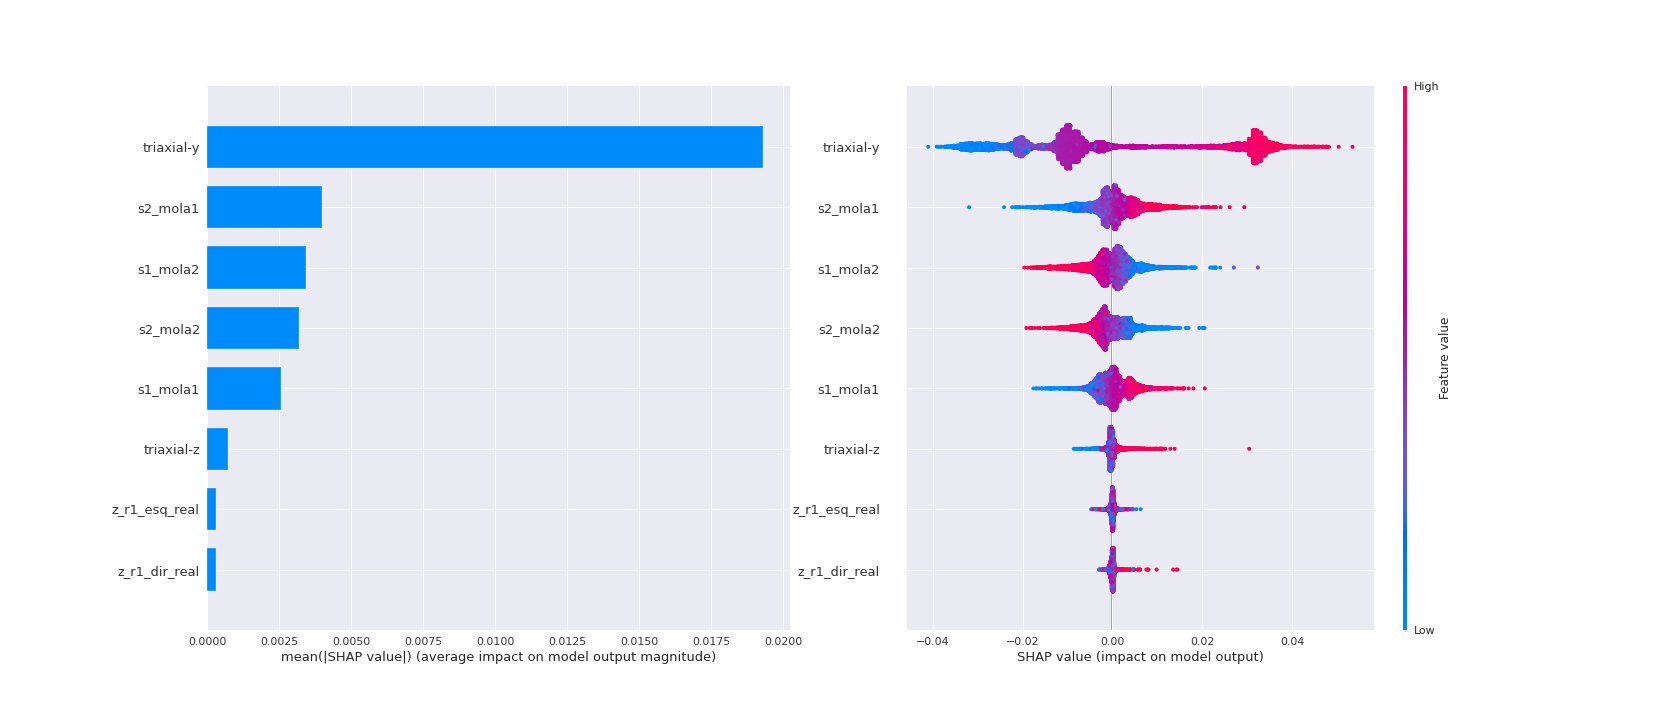 triaxial-y
s2_mola1
s1_mola2
s2_mola2
s1_mola1
triaxial-z
z_r1_esq_real
z_r1_dir_real
0.0000 0.0025 0.0050 0.0075 0.0100 0.0125 0.0150 0.0175 0.0200
mean(|SHAP value|) (average impact on model output magnitude)
triaxial-y
s2_mola1
s1_mola2
s2_mola2
s1_mola1
triaxial-z
z_r1_esq_real
z_r1_dir_real
−0.04 −0.02 0.00 0.02 0.04
SHAP value (impact on model output)
High
Feature value
Low